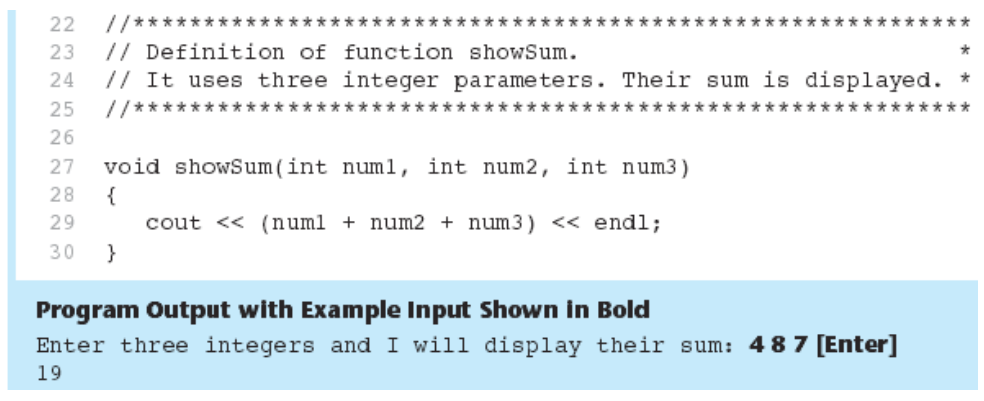 22 //************************************************************
23 // Definition of function showSum. *
24 // It uses three integer parameters. Their sum is displayed. *
25 //************************************************************
26
27 void showSum(int num1, int num2, int num3)
28 {
29 cout << (num1 + num2 + num3) << endl;
30 }
Program Output with Example Input Shown in Bold
Enter three integers and I will display their sum: 4 8 7 [Enter]
19